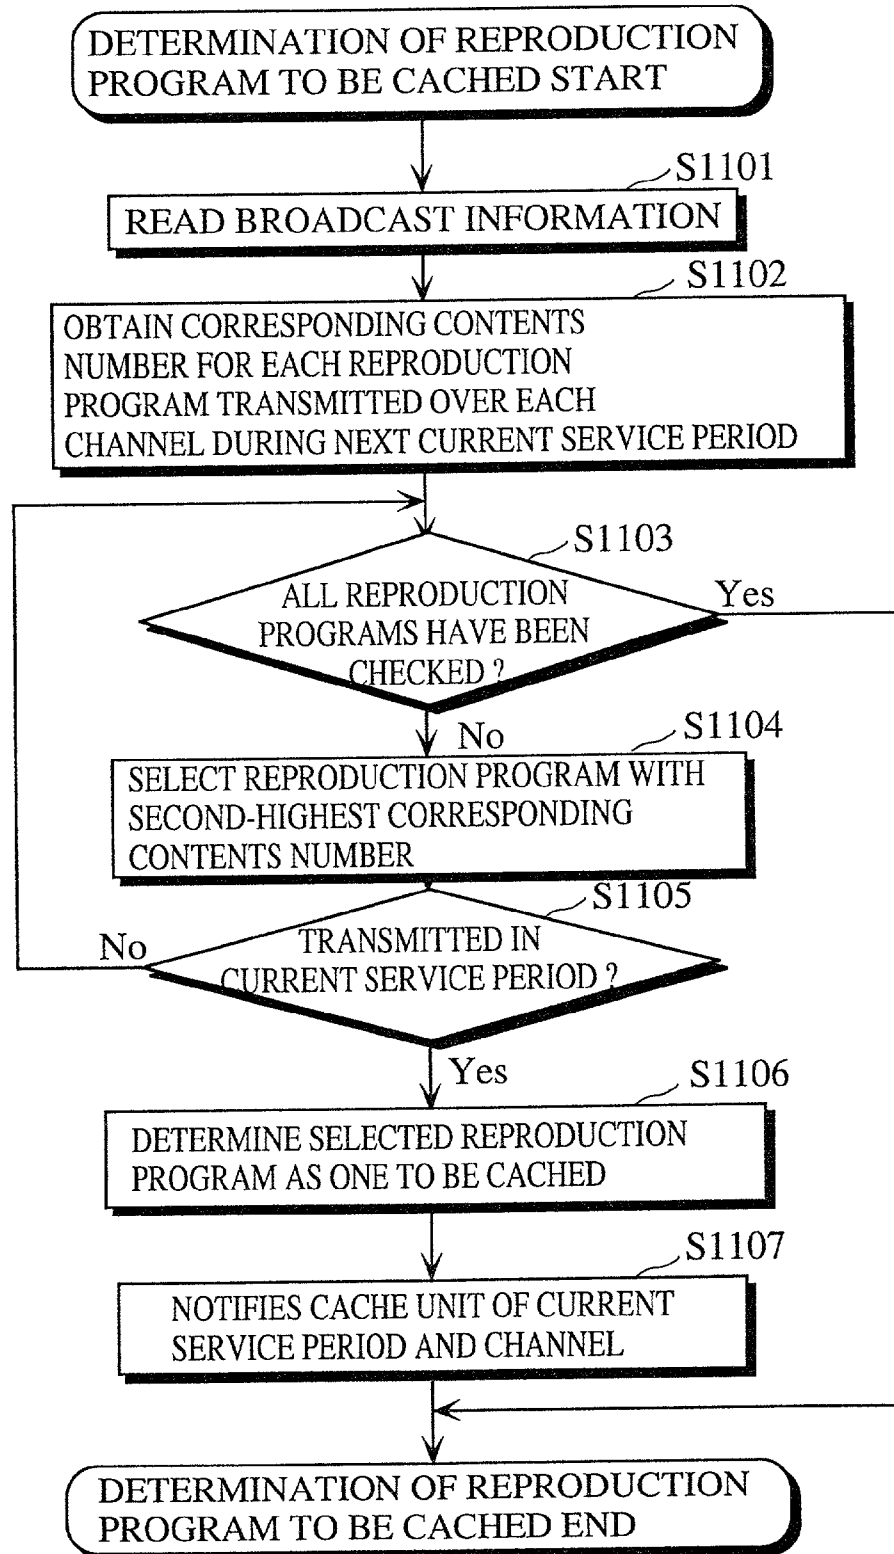 DETERMINATION OF REPRODUCTION
PROGRAM TO BE CACHED START
S1101
READ BROADCAST INFORMATION
S1102
OBTAIN CORRESPONDING CONTENTS
NUMBER FOR EACH REPRODUCTION
PROGRAM TRANSMITTED OVER EACH
CHANNEL DURING NEXT CURRENT SERVICE PERIOD
S1103
ALL REPRODUCTION
PROGRAMS HAVE BEEN
CHECKED ?
Yes
No
S1104
SELECT REPRODUCTION PROGRAM WITH
SECOND-HIGHEST CORRESPONDING
CONTENTS NUMBER
S1105
TRANSMITTED IN
CURRENT SERVICE PERIOD ?
No
Yes
S1106
DETERMINE SELECTED REPRODUCTION
PROGRAM AS ONE TO BE CACHED
S1107
NOTIFIES CACHE UNIT OF CURRENT
SERVICE PERIOD AND CHANNEL
DETERMINATION OF REPRODUCTION
PROGRAM TO BE CACHED END